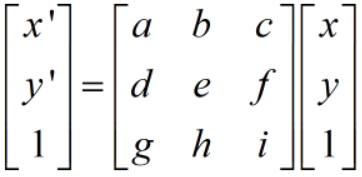 x' a b c x
y' = d e f y
1 g h i 1